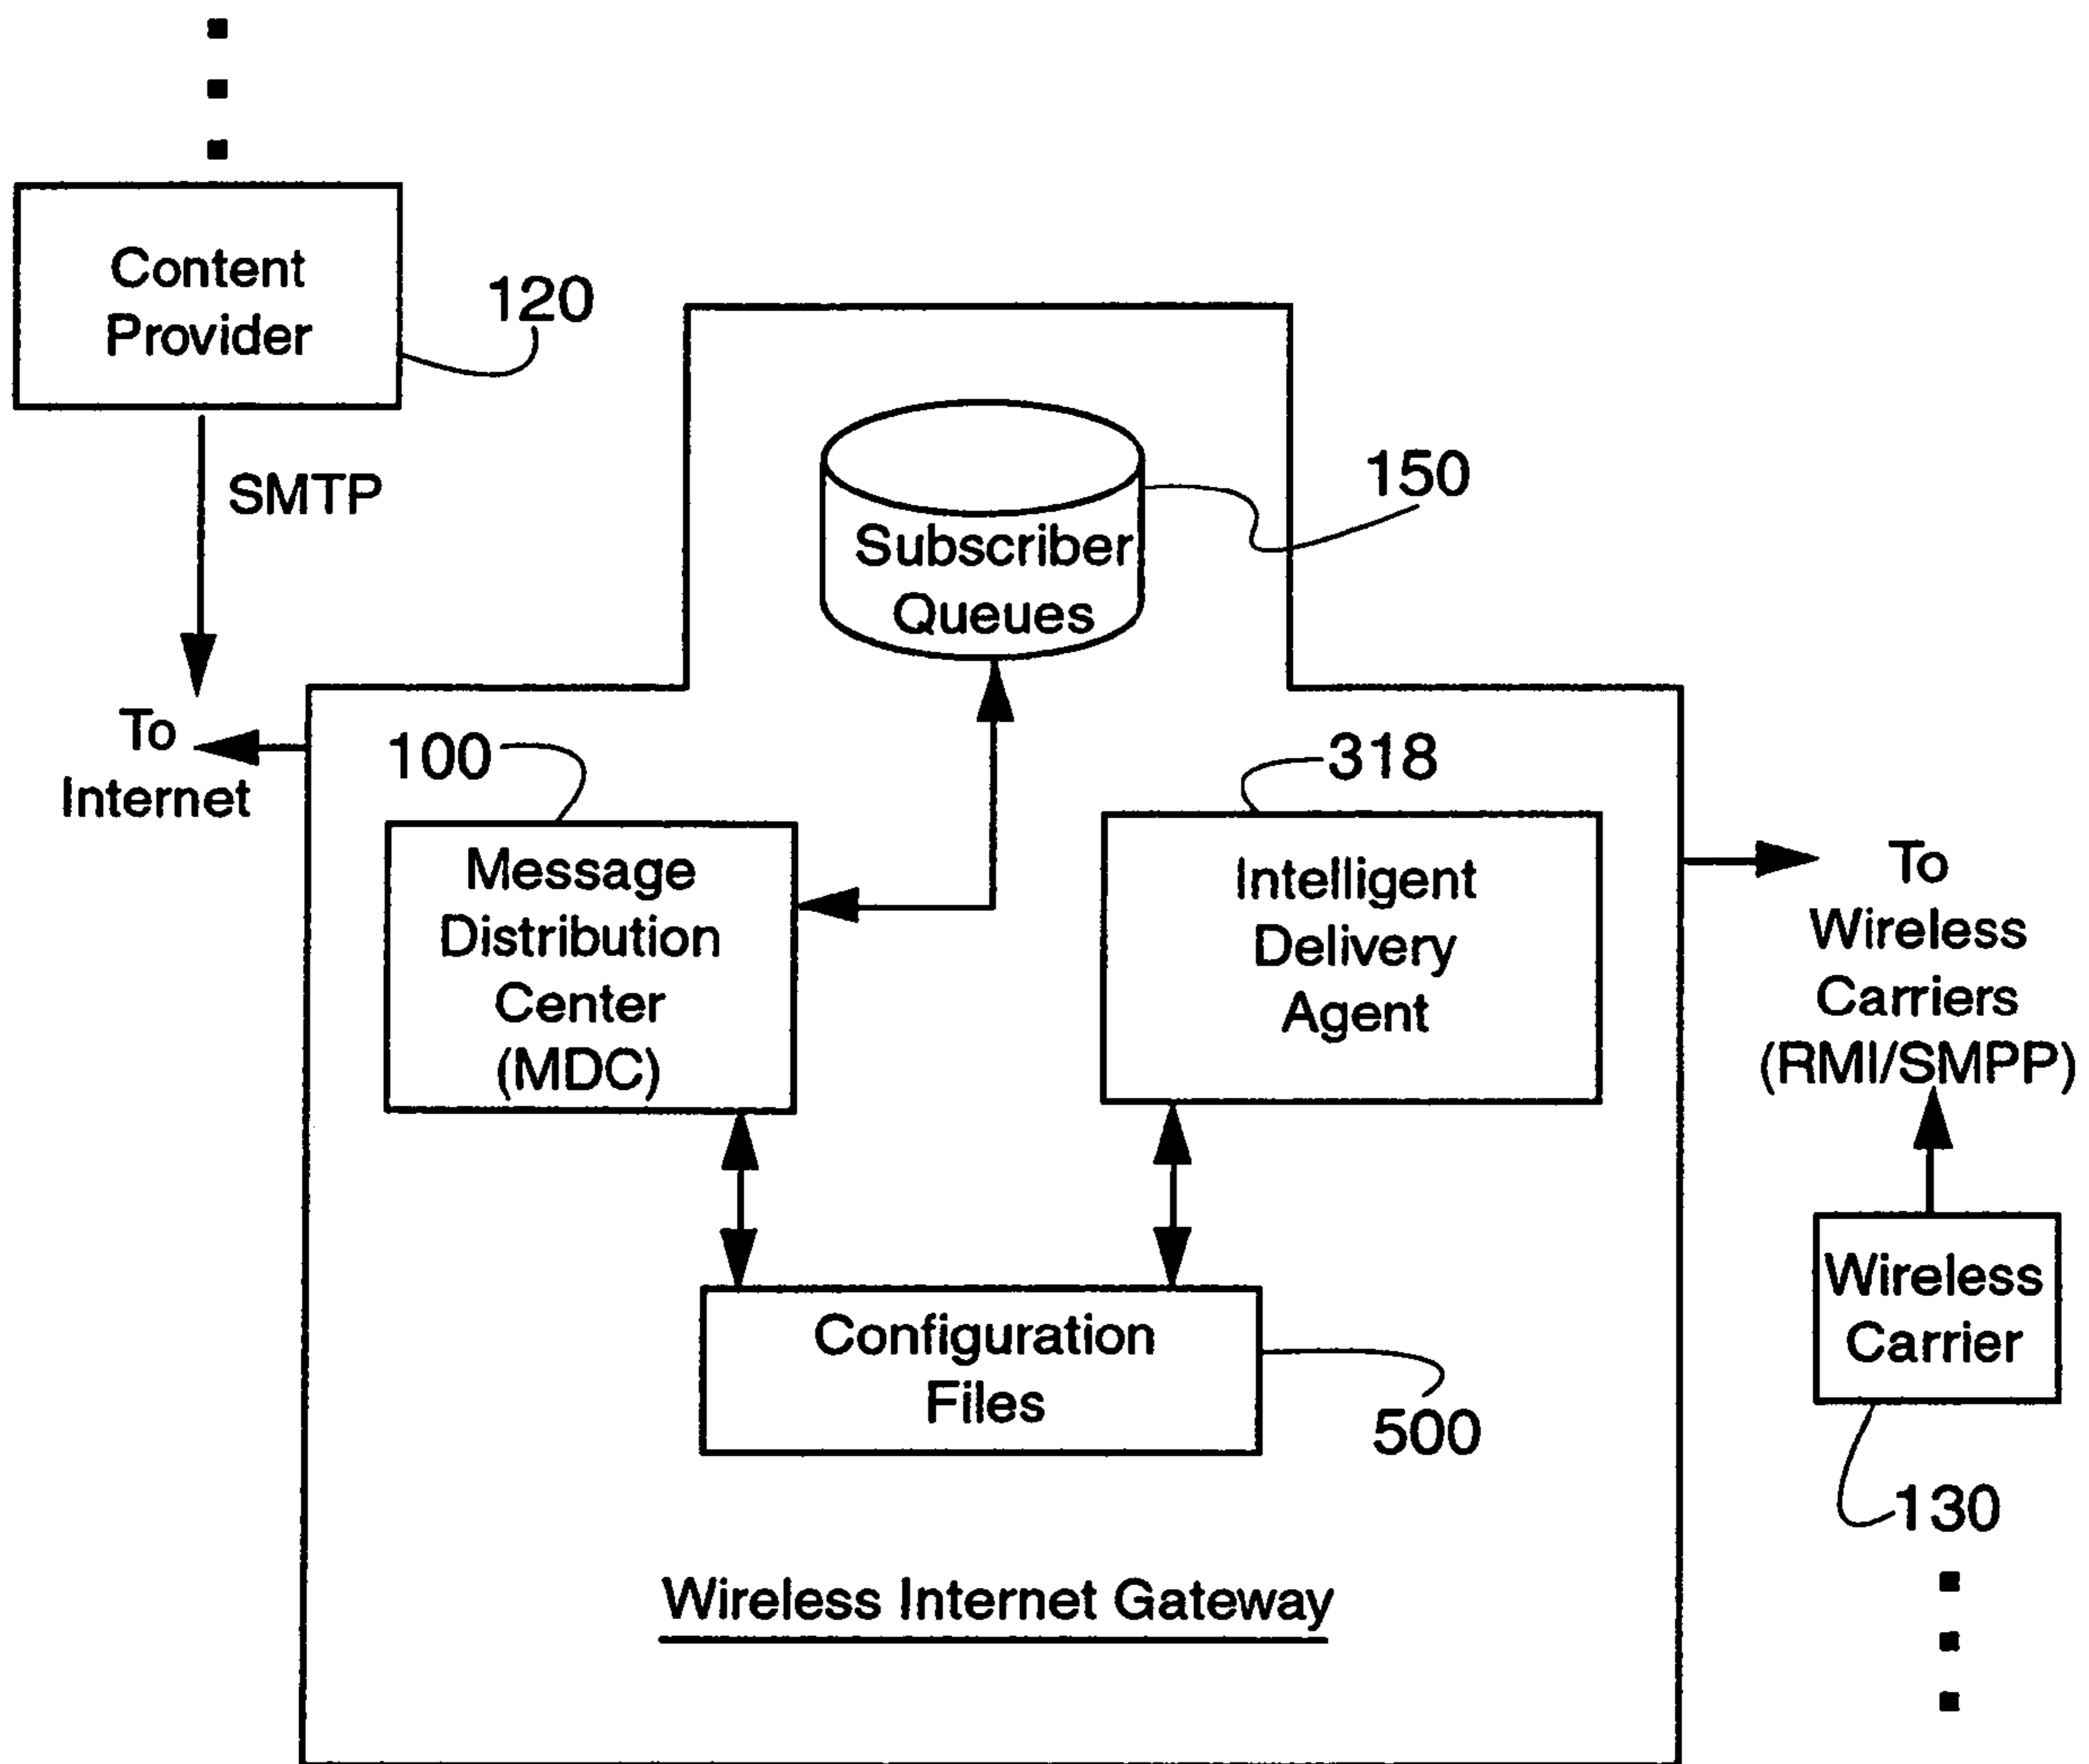 Content
Provider
120
SMTP
To
Internet
Subscriber
Queues
150
100
Message
Distribution
Center
(MDC)
318
Intelligent
Delivery
Agent
To
Wireless
Carriers
(RMI/SMPP)
Wireless
Carrier
130
Configuration
Files
500
Wireless Internet Gateway